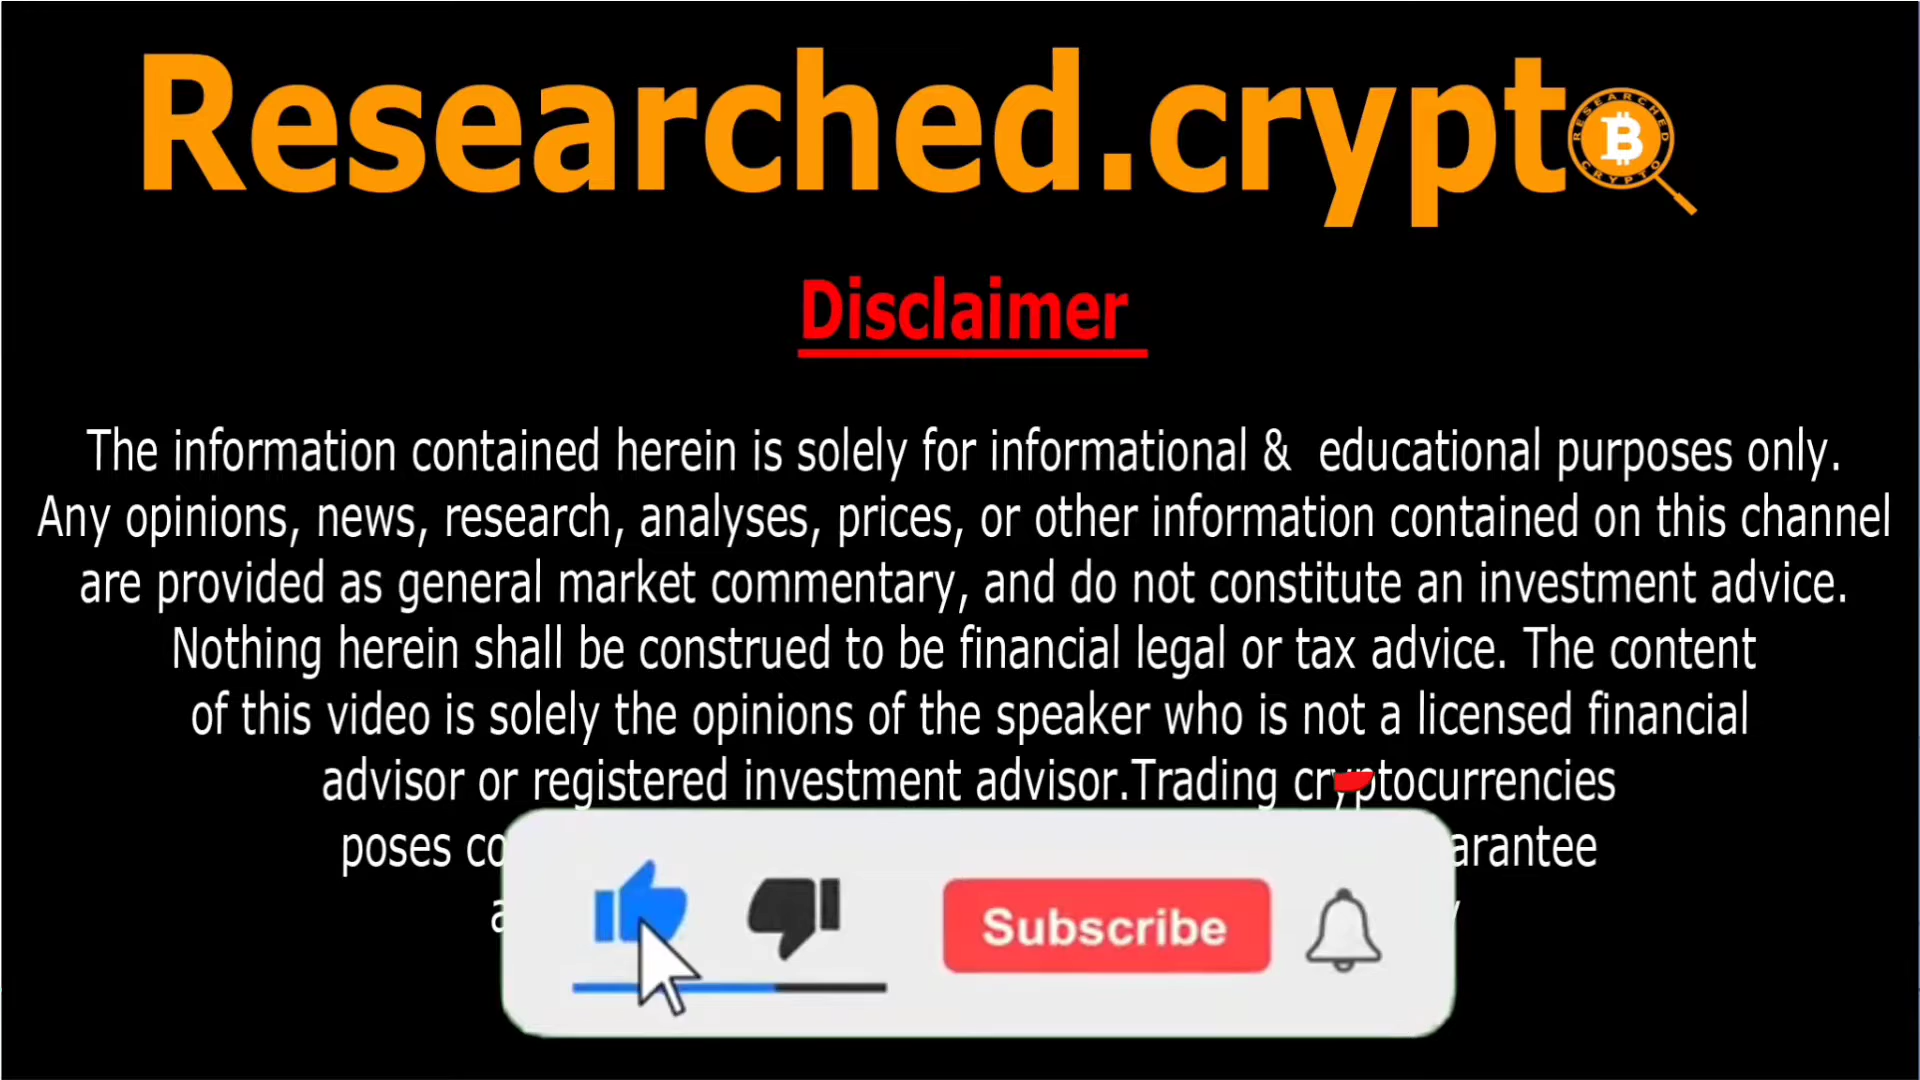 Researched.crypto
RESEARCHED
CRYPTO
Disclaimer
The information contained herein is solely for informational & educational purposes only.
Any opinions, news, research, analyses, prices, or other information contained on this channel
are provided as general market commentary, and do not constitute an investment advice.
Nothing herein shall be construed to be financial legal or tax advice. The content
of this video is solely the opinions of the speaker who is not a licensed financial
advisor or registered investment advisor.Trading cryptocurrencies
poses
Subscribe